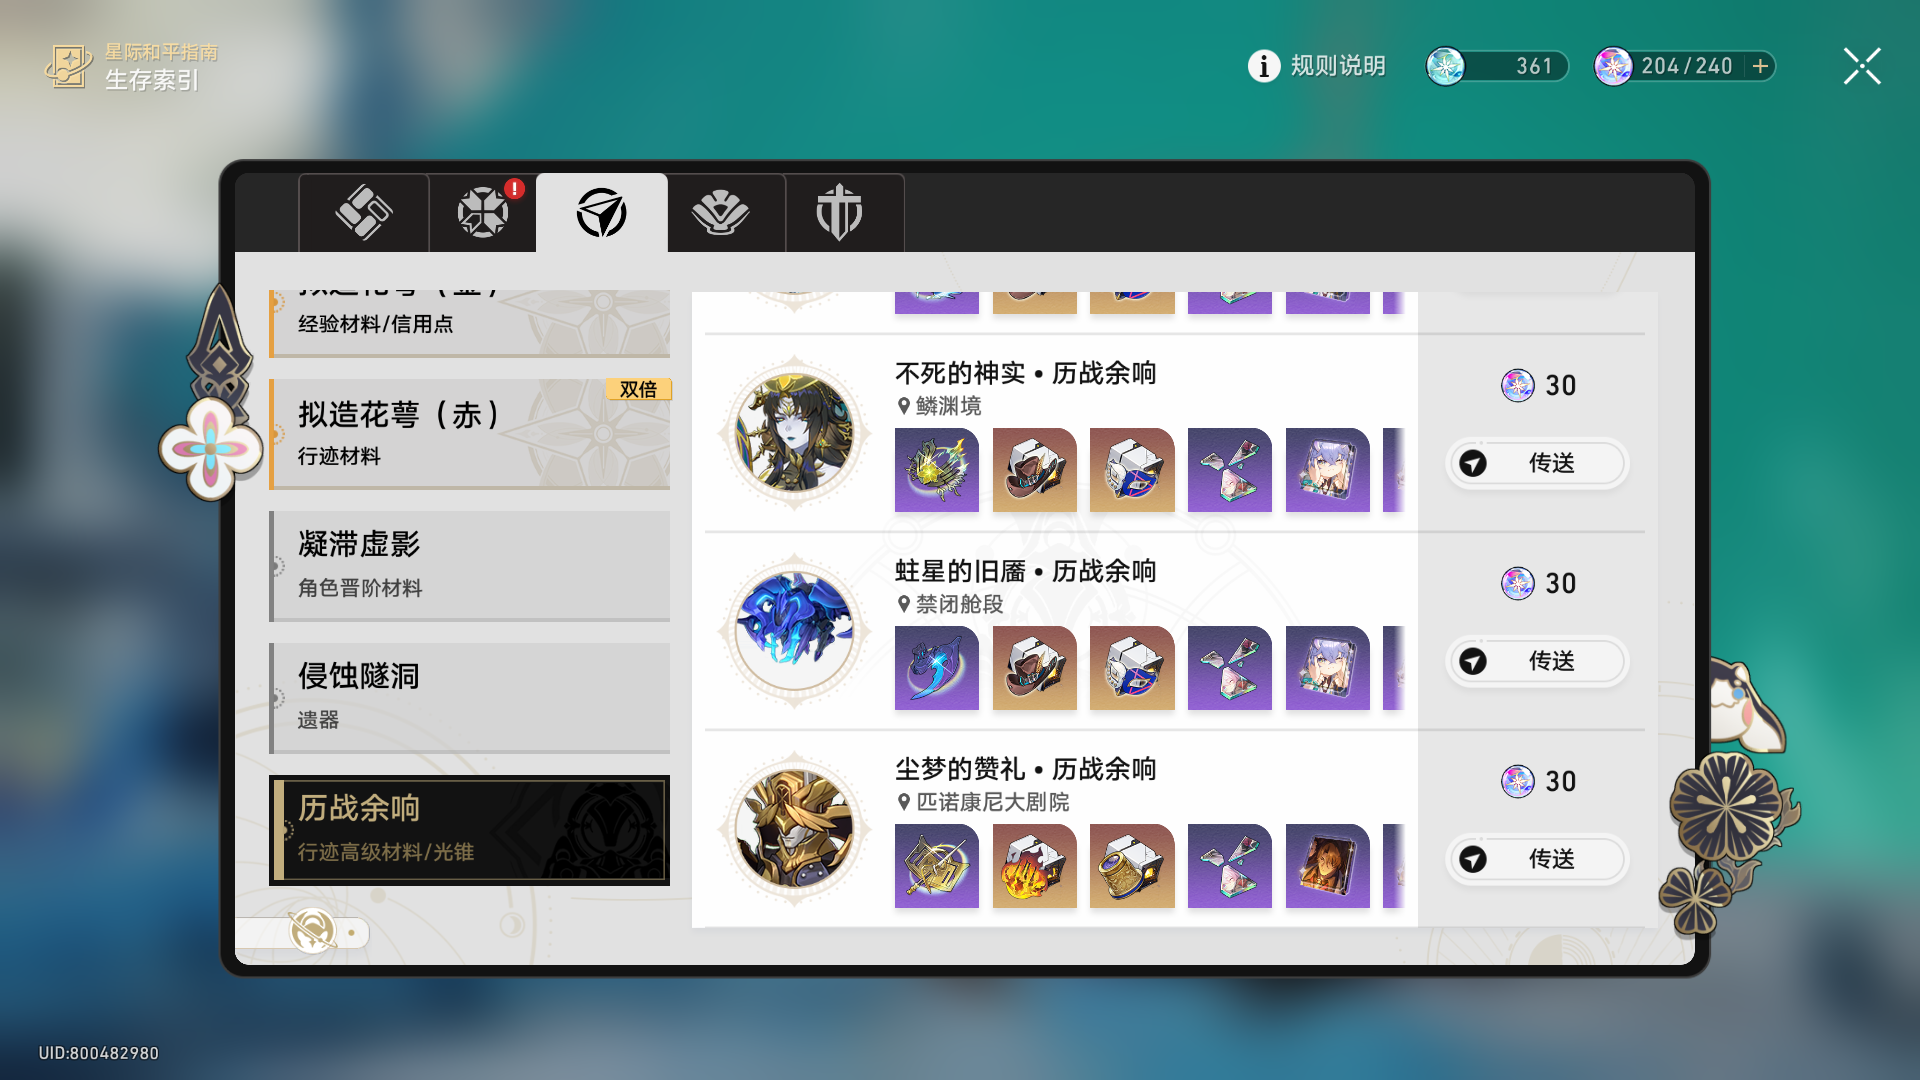 星际和平指南
生存索引
规则说明
361
204/240
拟造花萼（金）
经验材料/信用点
双倍
拟造花萼（赤）
行迹材料
凝滞虚影
角色晋阶材料
侵蚀隧洞
遗器
历战余响
行迹高级材料/光锥
不死的神实•历战余响
鳞渊境
30
传送
蛀星的旧靥•历战余响
禁闭舱段
30
传送
尘梦的赞礼•历战余响
匹诺康尼大剧院
30
传送
UID:800482980